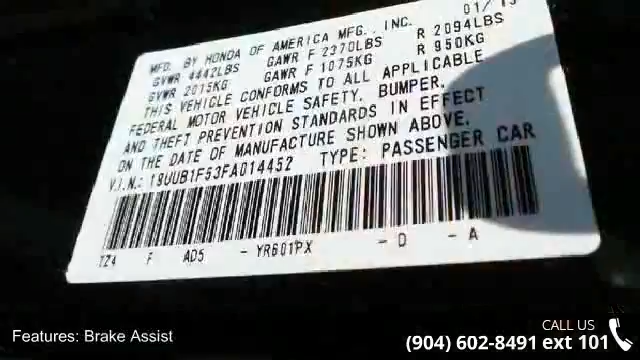 01/15
MFD. BY HONDA OF AMERICA MFG., INC.
GVWR 4442LBS GAWR F 2370LBS R 2094LBS
GVWR 2015KG GAWR F 1075KG R 950KG
THIS VEHICLE CONFORMS TO ALL APPLICABLE
FEDERAL MOTOR VEHICLE SAFETY, BUMPER,
AND THEFT PREVENTION STANDARDS IN EFFECT
ON THE DATE OF MANUFACTURE SHOWN ABOVE.
V.I.N.: 19UUB1F53FA014452 TYPE: PASSENGER CAR
TZ4 F AD5 - YR601PX - D - A
Features: Brake Assist
CALL US
(904) 602-8491 ext 101